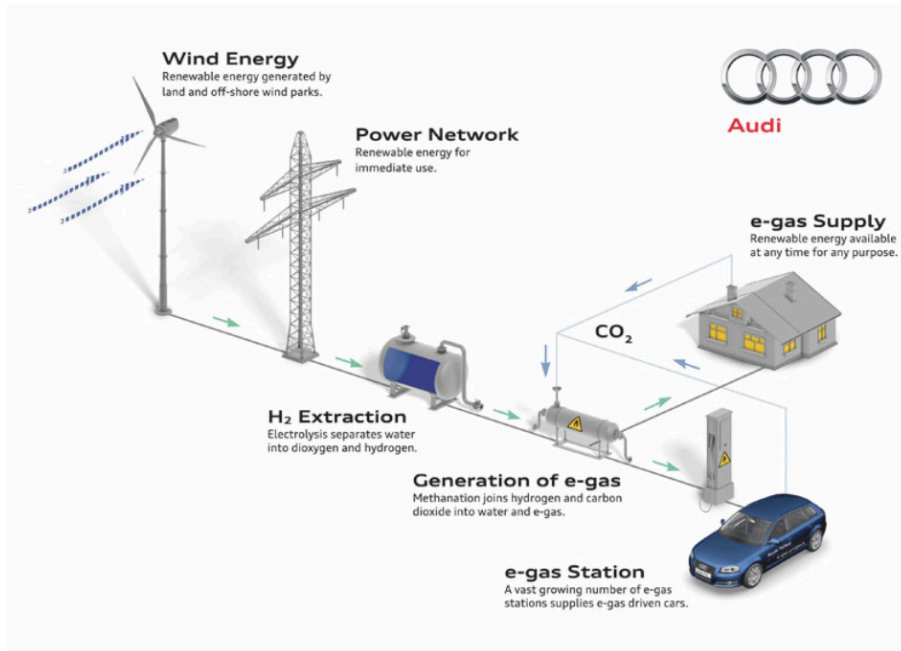 Wind Energy
Renewable energy generated by
land and off-shore wind parks.
Audi
Power Network
Renewable energy for
immediate use.
e-gas Supply
Renewable energy available
at any time for any purpose.
CO₂
H₂ Extraction
Electrolysis separates water
into dioxygen and hydrogen.
Generation of e-gas
Methanation joins hydrogen and carbon
dioxide into water and e-gas.
e-gas Station
A vast growing number of e-gas
stations supplies e-gas driven cars.